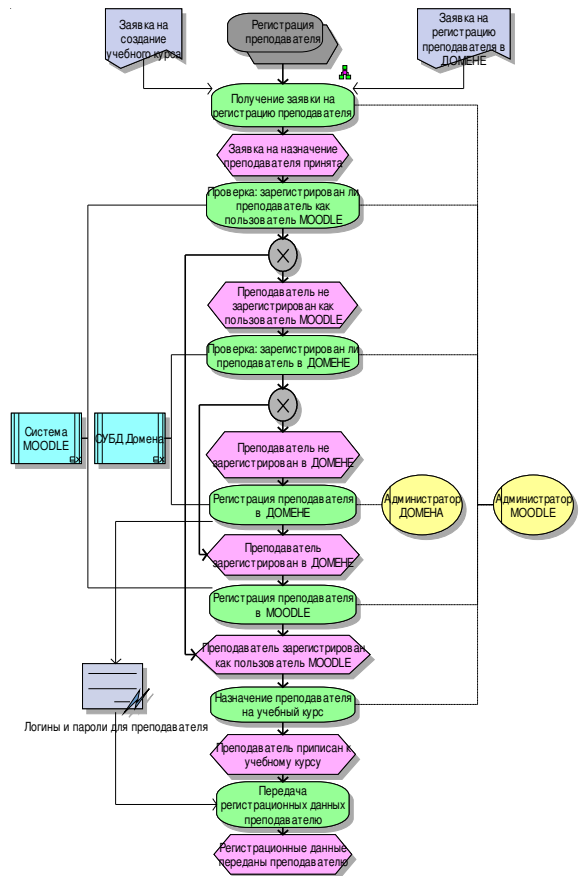 Заявка на
создание
учебного курса
Регистрация
преподавателя
Заявка на
регистрацию
преподавателя в
ДОМЕНЕ
Получение заявки на
регистрацию преподавателя
Заявка на назначение
преподавателя принята
Проверка: зарегистрирован ли
преподаватель как
пользователь MOODLE
X
Преподаватель не
зарегистрирован как
пользователь MOODLE
Проверка: зарегистрирован ли
преподаватель в ДОМЕНЕ
X
Система
MOODLE
EX
СУБД Домена
EX
Преподаватель не
зарегистрирован в ДОМЕНЕ
Регистрация преподавателя
в ДОМЕНЕ
Администратор
ДОМЕНА
Администратор
MOODLE
Преподаватель
зарегистрирован в ДОМЕНЕ
Регистрация преподавателя
в MOODLE
Преподаватель зарегистрирован
как пользователь MOODLE
Логины и пароли для преподавателя
Назначение преподавателя
на учебный курс
Преподаватель приписан к
учебному курсу
Передача
регистрационных данных
преподавателю
Регистрационные данные
переданы преподавателю